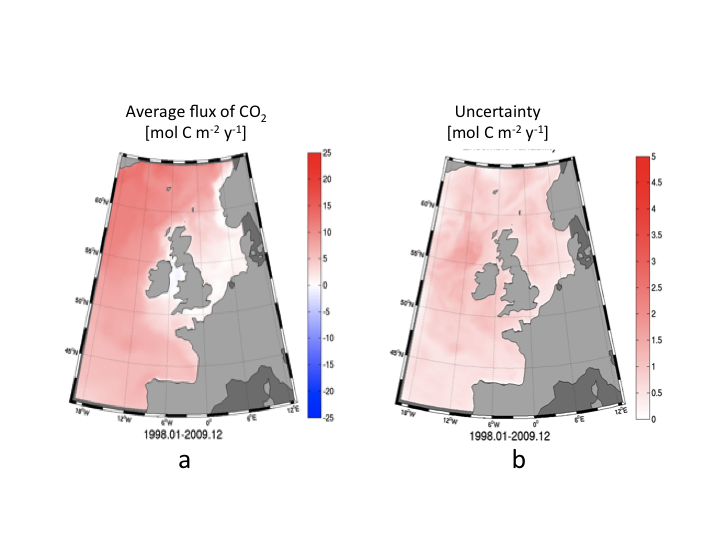 Average flux of CO2
[mol C m-2 y-1]
Uncertainty
[mol C m-2 y-1]
25
20
15
10
5
0
-5
-10
-15
-20
-25
60°N
55°N
50°N
45°N
18°W
12°W
6°W
0°
6°E
12°E
1998.01-2009.12
a
5
4.5
4
3.5
3
2.5
2
1.5
1
0.5
0
60°N
55°N
50°N
45°N
18°W
12°W
6°W
0°
6°E
12°E
1998.01-2009.12
b